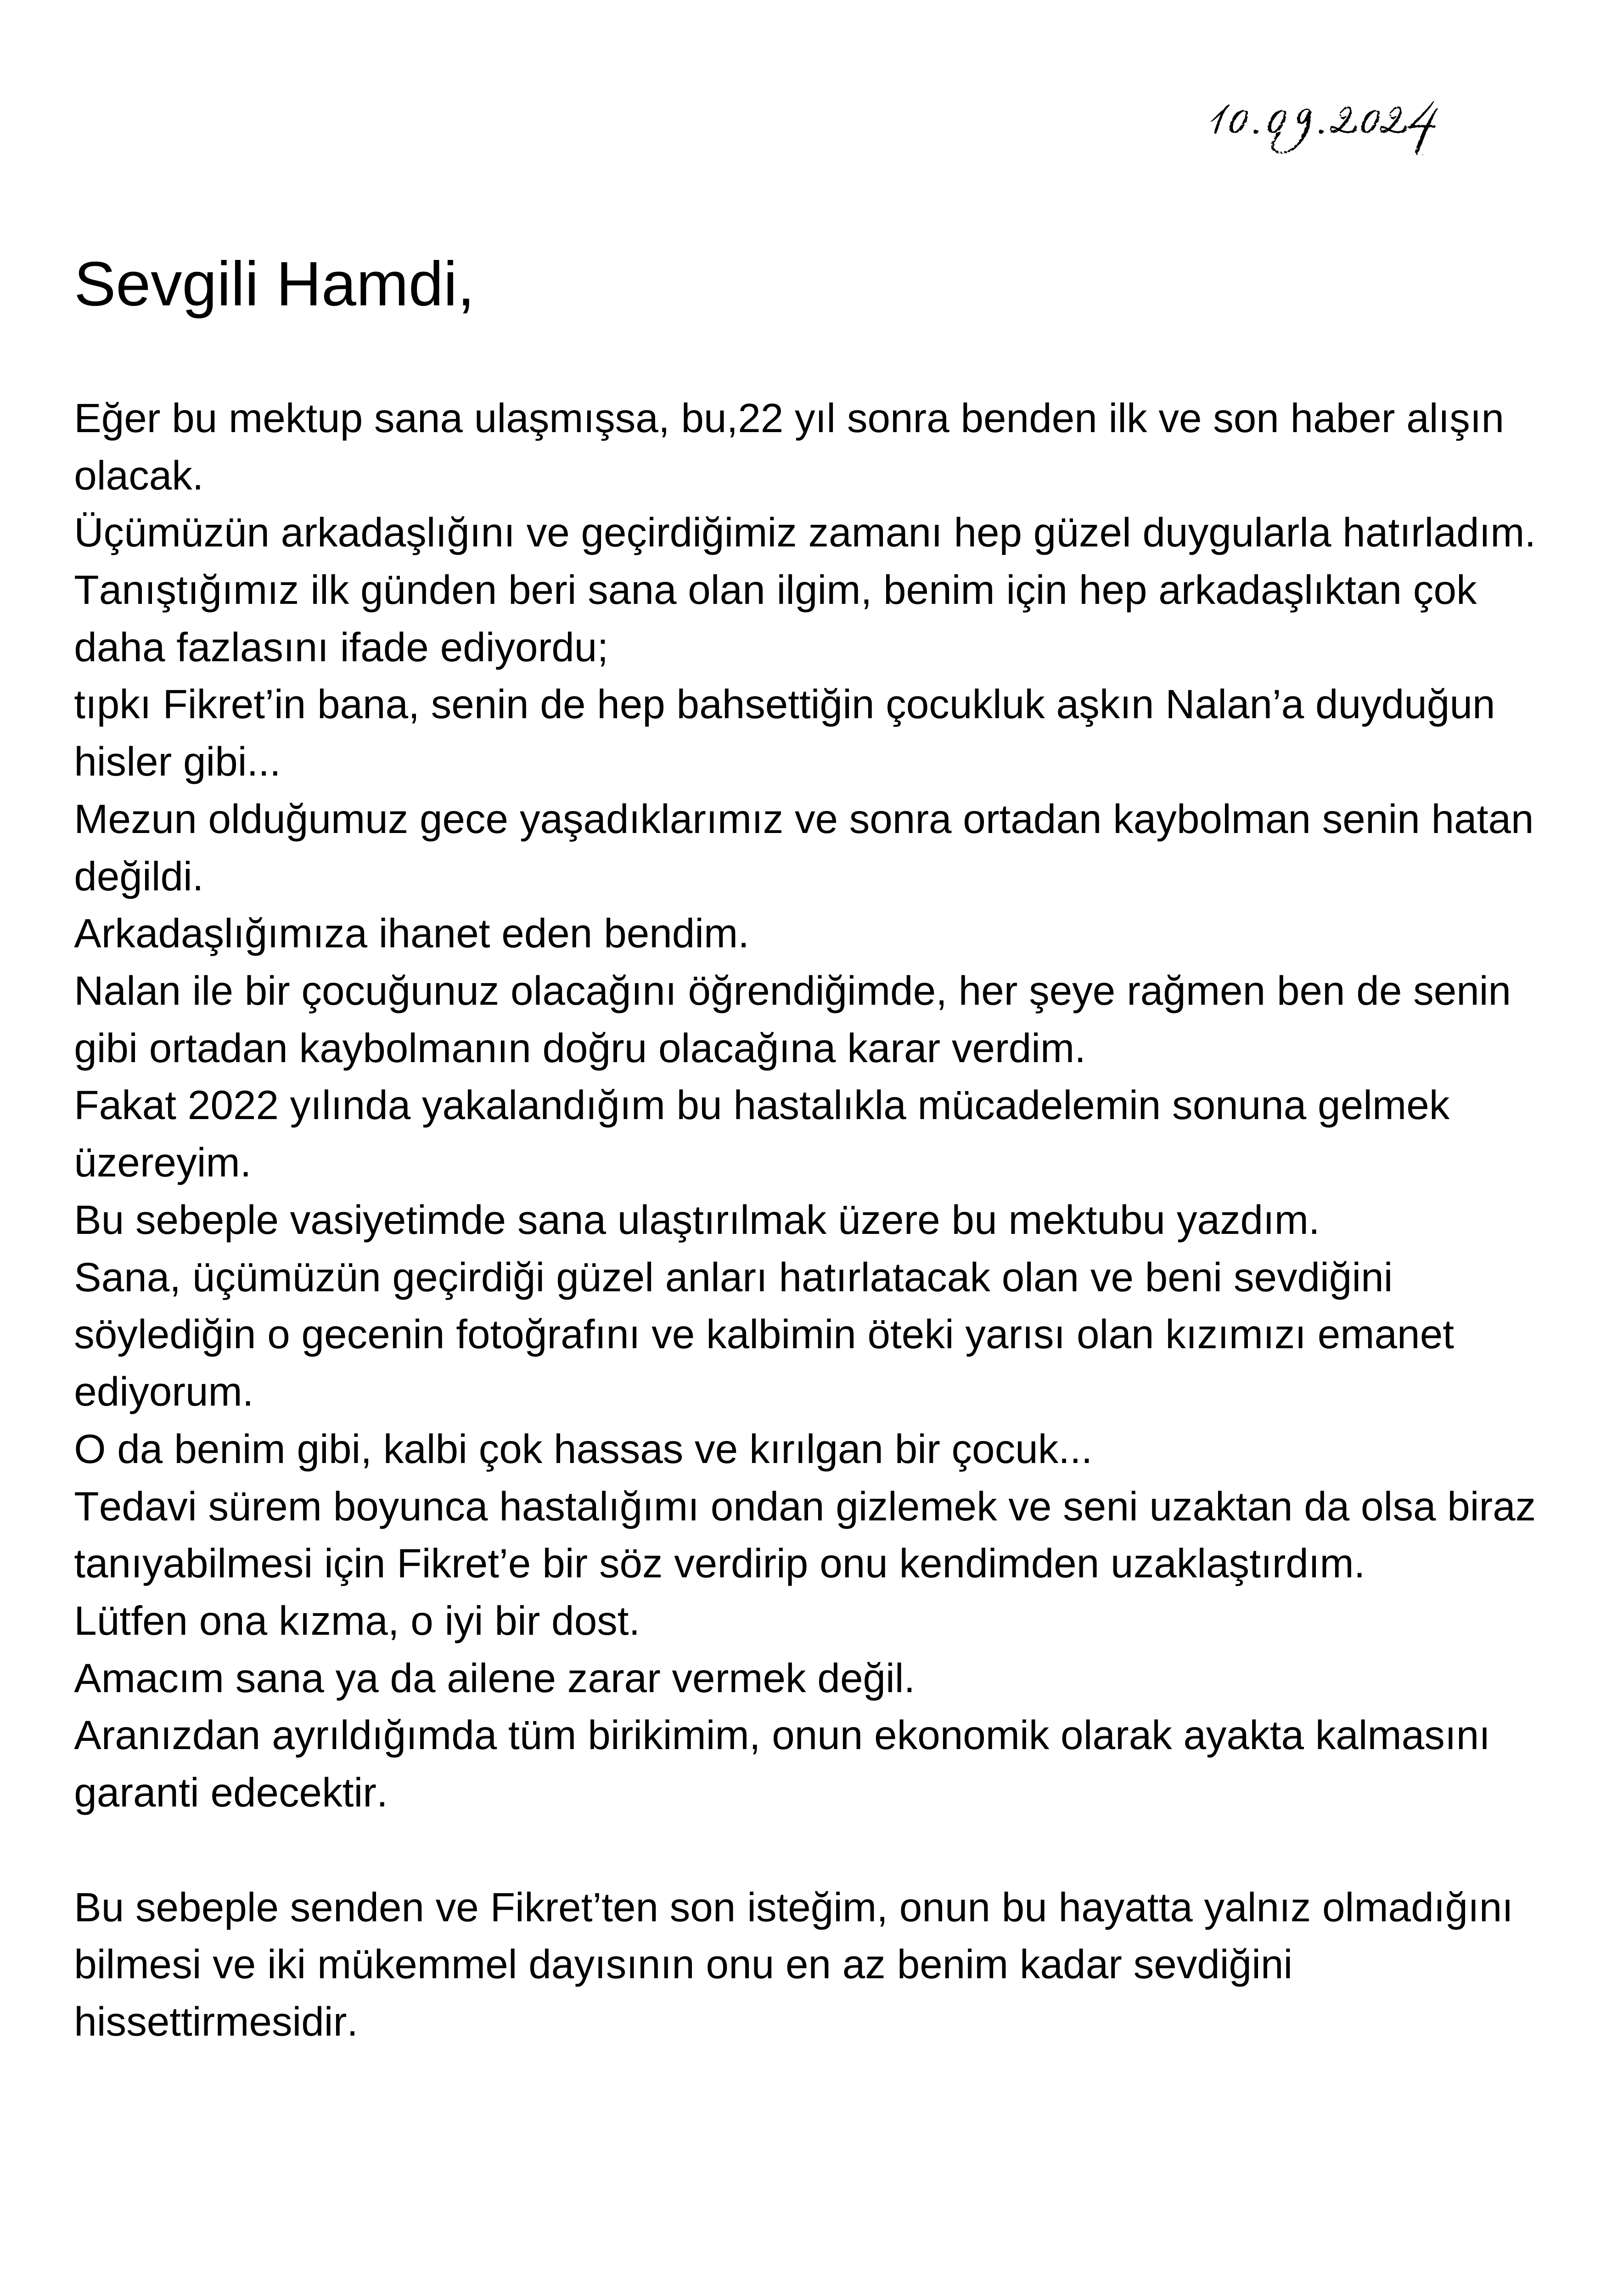 10.09.2024
Sevgili Hamdi,
Eğer bu mektup sana ulaşmışsa, bu,22 yıl sonra benden ilk ve son haber alışın
olacak.
Üçümüzün arkadaşlığını ve geçirdiğimiz zamanı hep güzel duygularla hatırladım.
Tanıştığımız ilk günden beri sana olan ilgim, benim için hep arkadaşlıktan çok
daha fazlasını ifade ediyordu;
tıpkı Fikret’in bana, senin de hep bahsettiğin çocukluk aşkın Nalan’a duyduğun
hisler gibi...
Mezun olduğumuz gece yaşadıklarımız ve sonra ortadan kaybolman senin hatan
değildi.
Arkadaşlığımıza ihanet eden bendim.
Nalan ile bir çocuğunuz olacağını öğrendiğimde, her şeye rağmen ben de senin
gibi ortadan kaybolmanın doğru olacağına karar verdim.
Fakat 2022 yılında yakalandığım bu hastalıkla mücadelemin sonuna gelmek
üzereyim.
Bu sebeple vasiyetimde sana ulaştırılmak üzere bu mektubu yazdım.
Sana, üçümüzün geçirdiği güzel anları hatırlatacak olan ve beni sevdiğini
söylediğin o gecenin fotoğrafını ve kalbimin öteki yarısı olan kızımızı emanet
ediyorum.
O da benim gibi, kalbi çok hassas ve kırılgan bir çocuk...
Tedavi sürem boyunca hastalığımı ondan gizlemek ve seni uzaktan da olsa biraz
tanıyabilmesi için Fikret’e bir söz verdirip onu kendimden uzaklaştırdım.
Lütfen ona kızma, o iyi bir dost.
Amacım sana ya da ailene zarar vermek değil.
Aranızdan ayrıldığımda tüm birikimim, onun ekonomik olarak ayakta kalmasını
garanti edecektir.
Bu sebeple senden ve Fikret’ten son isteğim, onun bu hayatta yalnız olmadığını
bilmesi ve iki mükemmel dayısının onu en az benim kadar sevdiğini
hissettirmesidir.